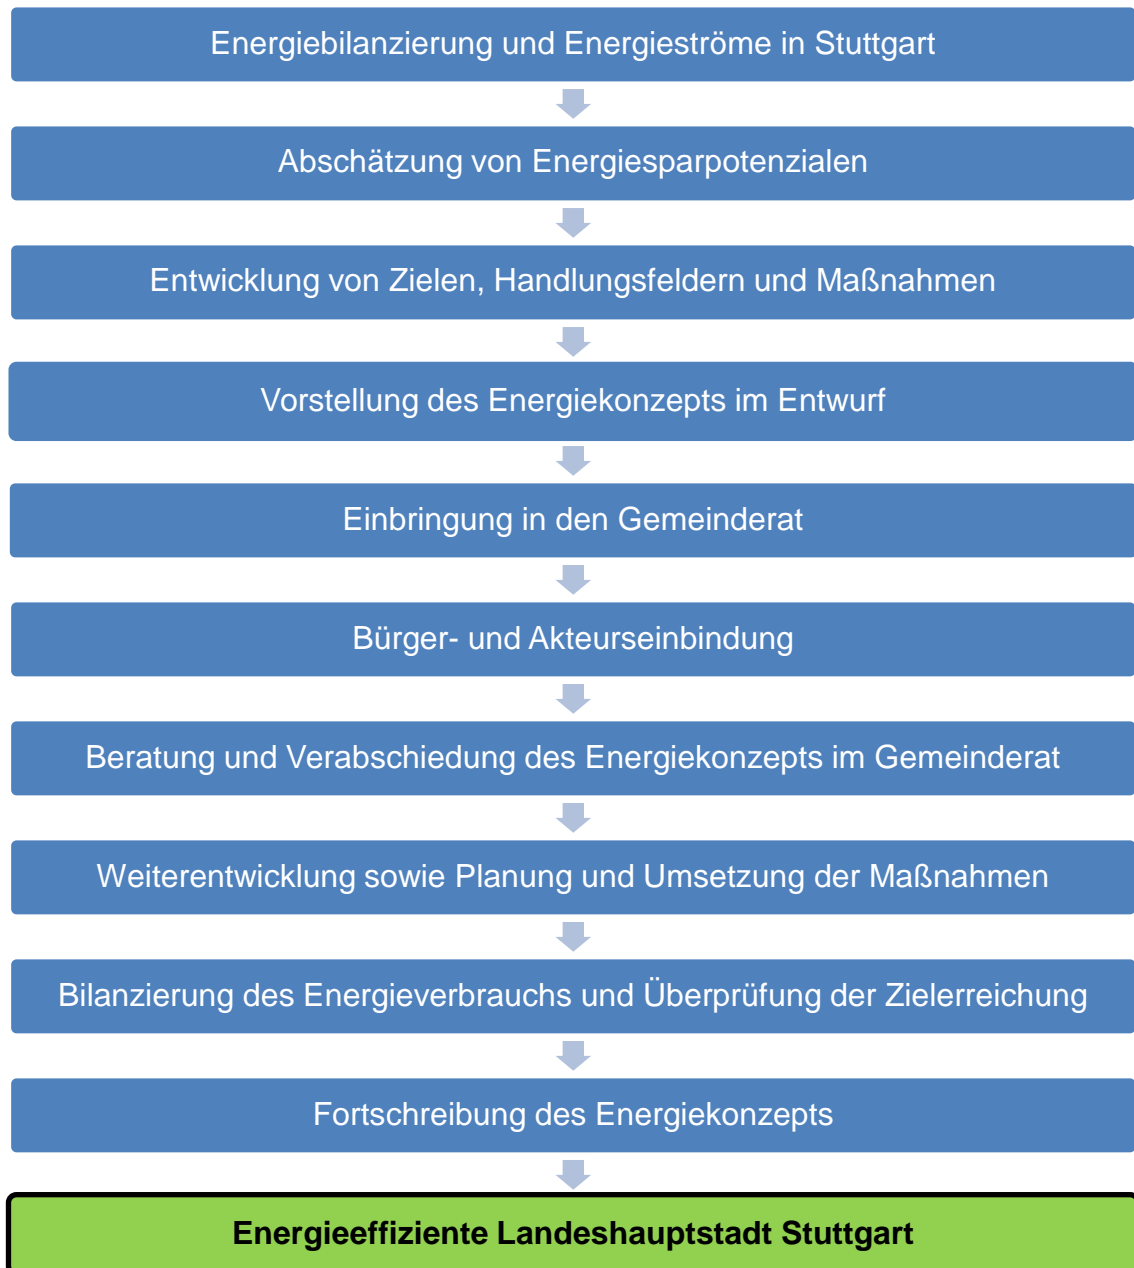 Energiebilanzierung und Energieströme in Stuttgart
Abschätzung von Energiesparpotenzialen
Entwicklung von Zielen, Handlungsfeldern und Maßnahmen
Vorstellung des Energiekonzepts im Entwurf
Einbringung in den Gemeinderat
Bürger- und Akteurseinbindung
Beratung und Verabschiedung des Energiekonzepts im Gemeinderat
Weiterentwicklung sowie Planung und Umsetzung der Maßnahmen
Bilanzierung des Energieverbrauchs und Überprüfung der Zielerreichung
Fortschreibung des Energiekonzepts
Energieeffiziente Landeshauptstadt Stuttgart